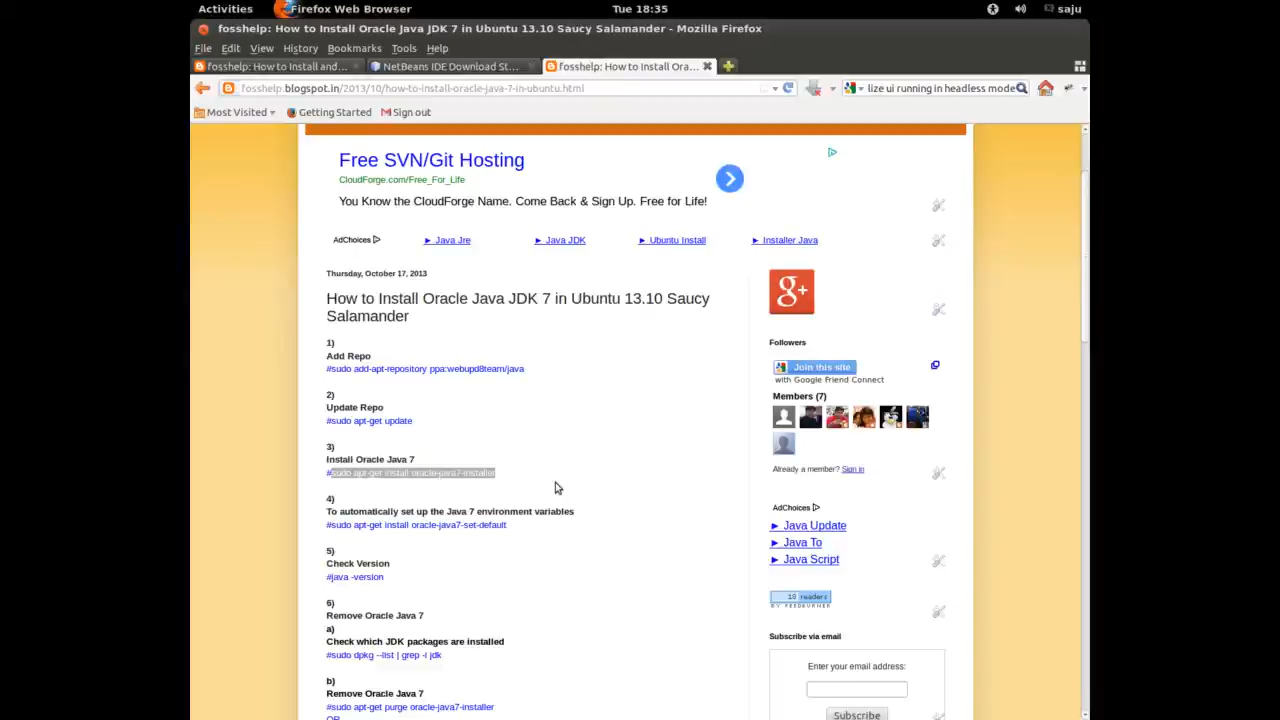 Activities Firefox Web Browser Tue 18:35 saju
fosshelp: How to Install Oracle Java JDK 7 in Ubuntu 13.10 Saucy Salamander - Mozilla Firefox
File Edit View History Bookmarks Tools Help
fosshelp: How to Install and... NetBeans IDE Download St... fosshelp: How to Install Ora...
fosshelp.blogspot.in/2013/10/how-to-install-oracle-java-7-in-ubuntu.html lize ui running in headless mode
Most Visited Getting Started Sign out
Free SVN/Git Hosting
CloudForge.com/Free_For_Life
You Know the CloudForge Name. Come Back & Sign Up. Free for Life!
AdChoices ► Java Jre ► Java JDK ► Ubuntu Install ► Installer Java
Thursday, October 17, 2013
How to Install Oracle Java JDK 7 in Ubuntu 13.10 Saucy
Salamander
1)
Add Repo
#sudo add-apt-repository ppa:webupd8team/java
2)
Update Repo
#sudo apt-get update
3)
Install Oracle Java 7
#sudo apt-get install oracle-java7-installer
4)
To automatically set up the Java 7 environment variables
#sudo apt-get install oracle-java7-set-default
5)
Check Version
#java -version
6)
Remove Oracle Java 7
a)
Check which JDK packages are installed
#sudo dpkg --list | grep -i jdk
b)
Remove Oracle Java 7
#sudo apt-get purge oracle-java7-installer
OR
g+
Followers
Join this site
with Google Friend Connect
Members (7)
Already a member? Sign in
AdChoices
► Java Update
► Java To
► Java Script
18 readers
BY FEEDBURNER
Subscribe via email
Enter your email address:
Subscribe